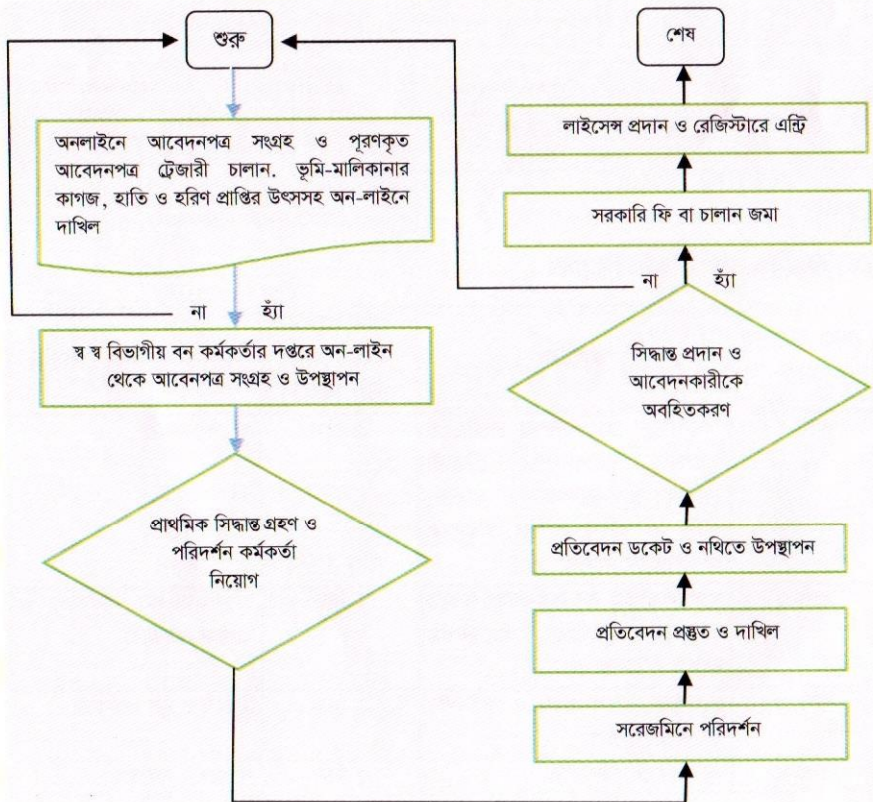 শুরু
অনলাইনে আবেদনপত্র সংগ্রহ ও পূরণকৃত
আবেদনপত্র ট্রেজারী চালান. ভূমি-মালিকানার
কাগজ, হাতি ও হরিণ প্রাপ্তির উৎসসহ অন-লাইনে
দাখিল
না হ্যাঁ
স্ব স্ব বিভাগীয় বন কর্মকর্তার দপ্তরে অন-লাইন
থেকে আবেনপত্র সংগ্রহ ও উপস্থাপন
প্রাথমিক সিদ্ধান্ত গ্রহণ ও
পরিদর্শন কর্মকর্তা
নিয়োগ
সরেজমিনে পরিদর্শন
প্রতিবেদন প্রস্তুত ও দাখিল
প্রতিবেদন ডকেট ও নথিতে উপস্থাপন
সিদ্ধান্ত প্রদান ও
আবেদনকারীকে
অবহিতকরণ
না হ্যাঁ
সরকারি ফি বা চালান জমা
লাইসেন্স প্রদান ও রেজিস্টারে এন্ট্রি
শেষ